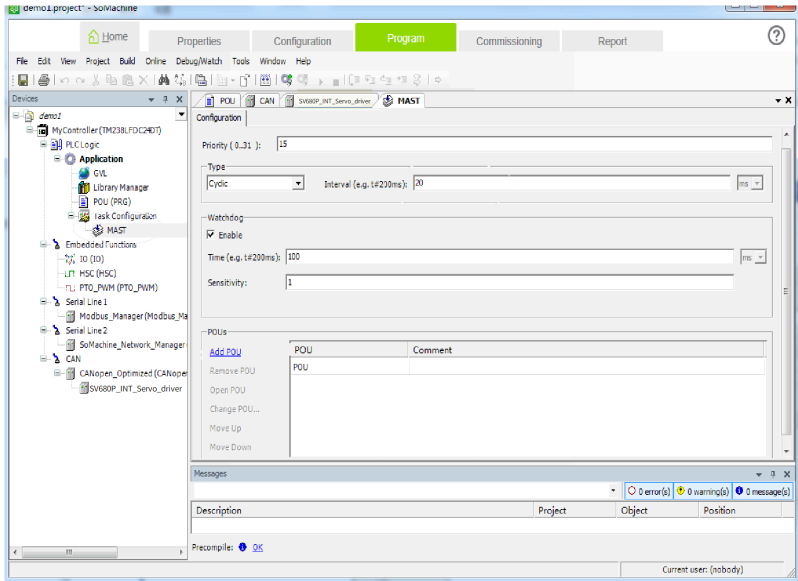 demo1.project* - SoMachine
Home
Properties
Configuration
Program
Commissioning
Report
File Edit View Project Build Online Debug/Watch Tools Window Help
Devices
POU
CAN
SV680P_INT_Servo_driver
MAST
demo1
MyController (TM238LFDC24DT)
PLC Logic
Application
GVL
Library Manager
POU (PRG)
Task Configuration
MAST
Embedded Functions
IO (IO)
HSC (HSC)
PTO_PWM (PTO_PWM)
Serial Line 1
Modbus_Manager (Modbus_Ma
Serial Line 2
SoMachine_Network_Manager
CAN
CANopen_Optimized (CANoper
SV680P_INT_Servo_driver
Configuration
Priority ( 0..31 ): 15
Type
Cyclic
Interval (e.g. t#200ms): 20 ms
Watchdog
Enable
Time (e.g. t#200ms): 100 ms
Sensitivity: 1
POUs
Add POU
Remove POU
Open POU
Change POU...
Move Up
Move Down
POU Comment
POU
Messages
0 error(s) 0 warning(s) 0 message(s)
Description Project Object Position
Precompile: OK
Current user: (nobody)